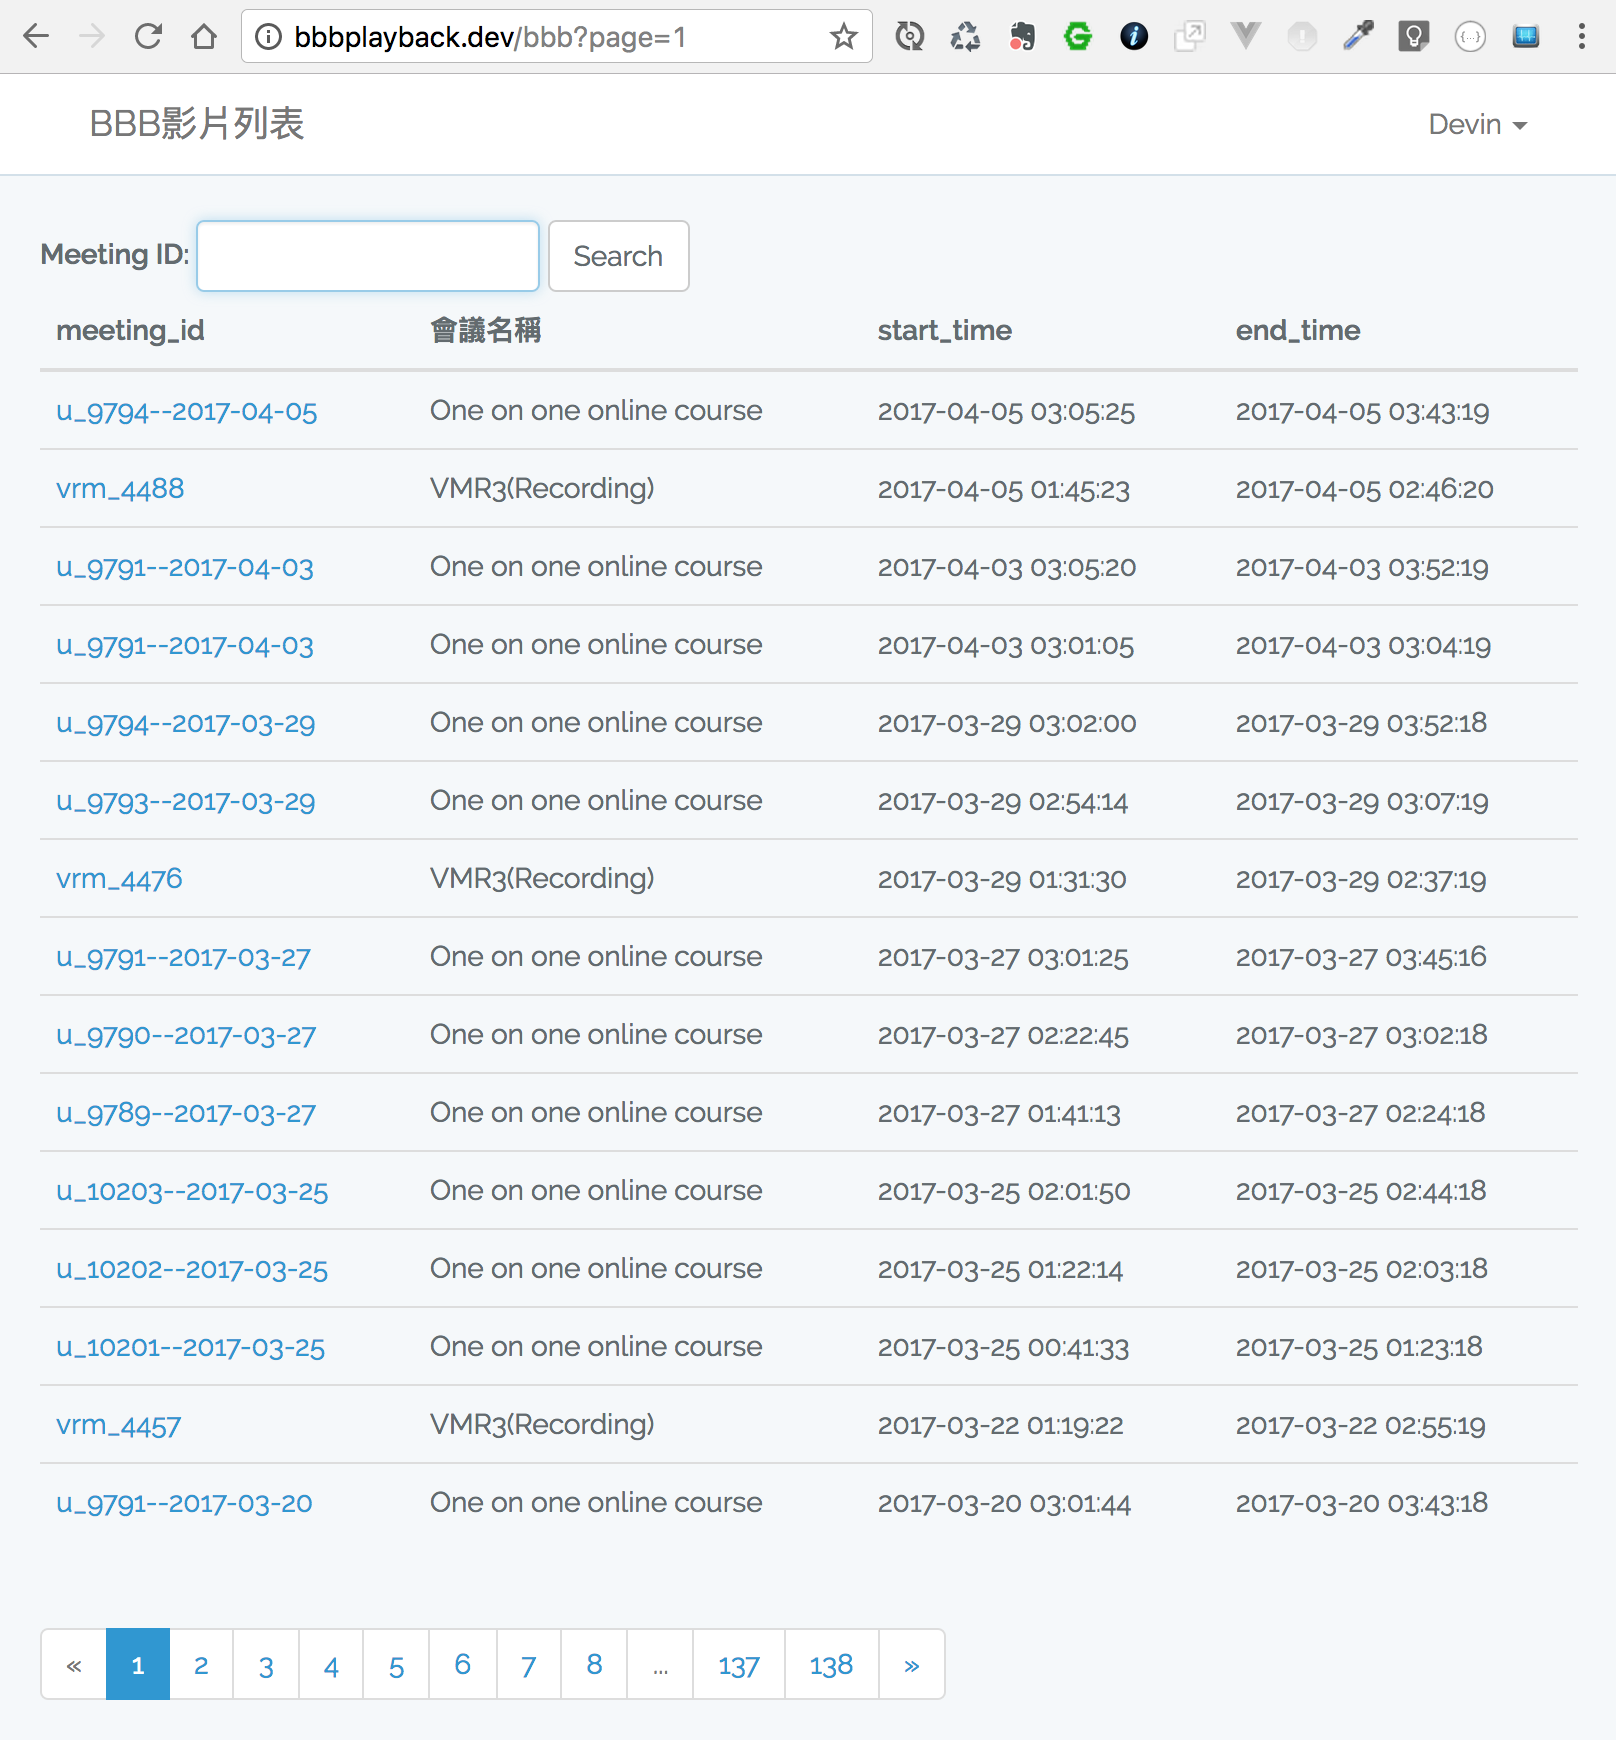 bbbplayback.dev/bbb?page=1
BBB影片列表
Devin
Meeting ID:
Search
meeting_id 會議名稱 start_time end_time
u_9794--2017-04-05 One on one online course 2017-04-05 03:05:25 2017-04-05 03:43:19
vrm_4488 VMR3(Recording) 2017-04-05 01:45:23 2017-04-05 02:46:20
u_9791--2017-04-03 One on one online course 2017-04-03 03:05:20 2017-04-03 03:52:19
u_9791--2017-04-03 One on one online course 2017-04-03 03:01:05 2017-04-03 03:04:19
u_9794--2017-03-29 One on one online course 2017-03-29 03:02:00 2017-03-29 03:52:18
u_9793--2017-03-29 One on one online course 2017-03-29 02:54:14 2017-03-29 03:07:19
vrm_4476 VMR3(Recording) 2017-03-29 01:31:30 2017-03-29 02:37:19
u_9791--2017-03-27 One on one online course 2017-03-27 03:01:25 2017-03-27 03:45:16
u_9790--2017-03-27 One on one online course 2017-03-27 02:22:45 2017-03-27 03:02:18
u_9789--2017-03-27 One on one online course 2017-03-27 01:41:13 2017-03-27 02:24:18
u_10203--2017-03-25 One on one online course 2017-03-25 02:01:50 2017-03-25 02:44:18
u_10202--2017-03-25 One on one online course 2017-03-25 01:22:14 2017-03-25 02:03:18
u_10201--2017-03-25 One on one online course 2017-03-25 00:41:33 2017-03-25 01:23:18
vrm_4457 VMR3(Recording) 2017-03-22 01:19:22 2017-03-22 02:55:19
u_9791--2017-03-20 One on one online course 2017-03-20 03:01:44 2017-03-20 03:43:18
« 1 2 3 4 5 6 7 8 ... 137 138 »